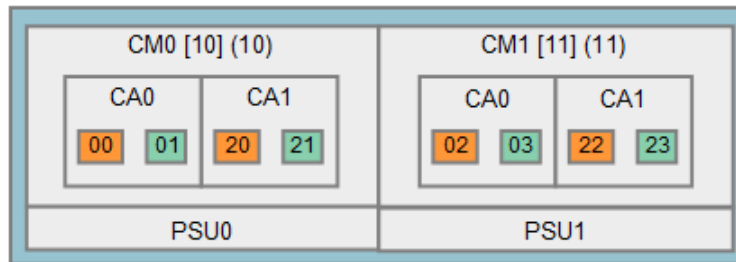 CM0 [10] (10) CM1 [11] (11)
CA0 CA1 CA0 CA1
00 01 20 21 02 03 22 23
PSU0 PSU1